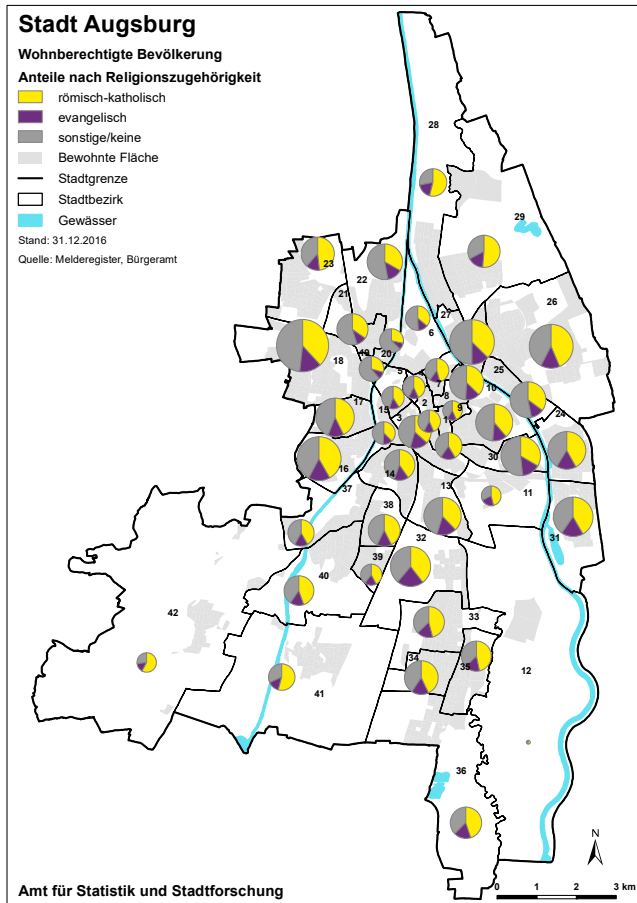 Stadt Augsburg
Wohnberechtigte Bevölkerung
Anteile nach Religionszugehörigkeit
römisch-katholisch
evangelisch
sonstige/keine
Bewohnte Fläche
Stadtgrenze
Stadtbezirk
Gewässer
Stand: 31.12.2016
Quelle: Melderegister, Bürgeramt
28
29
23
22
26
21
27
6
18
19
20
25
5
7
10
17
15
2
8
9
3
1
24
30
16
14
13
11
37
38
32
31
39
40
42
33
34
35
12
41
36
N
Amt für Statistik und Stadtforschung
0 1 2 3 km